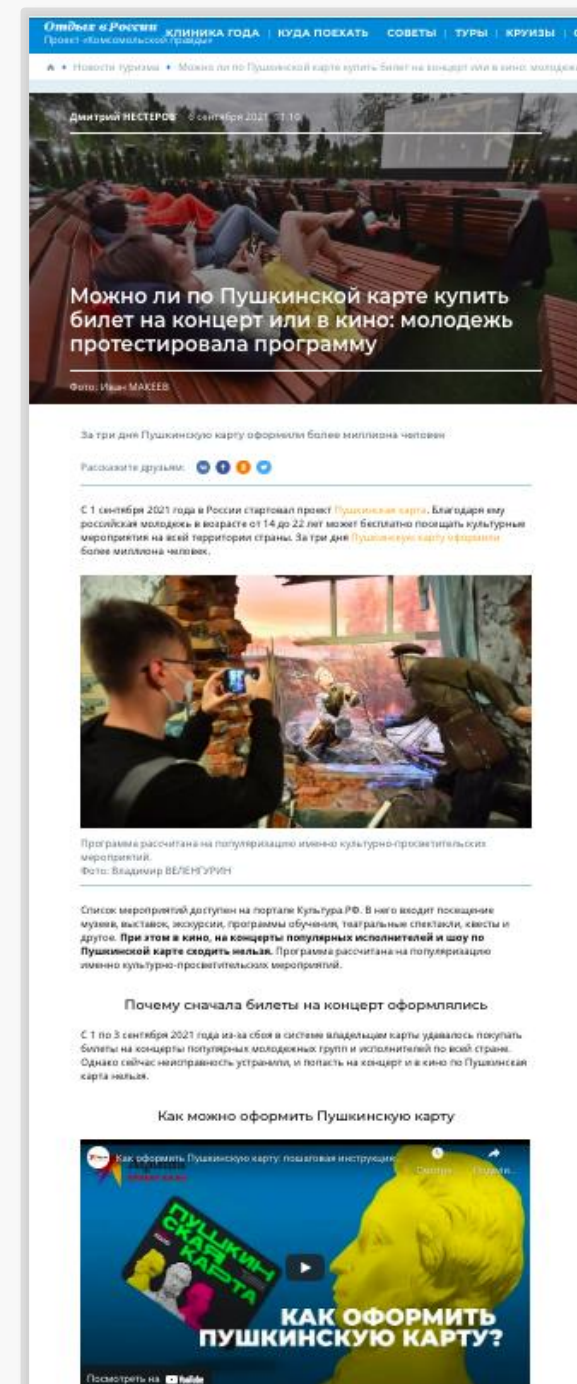 Отдых в России
Проект «Комсомольской правды»
КЛИНИКА ГОДА | КУДА ПОЕХАТЬ СОВЕТЫ | ТУРЫ | КРУИЗЫ |
Новости туризма • Можно ли по Пушкинской карте купить билет на концерт или в кино: молодежь
Дмитрий НЕСТЕРОВ 6 сентября 2021 11:10
Можно ли по Пушкинской карте купить
билет на концерт или в кино: молодежь
протестировала программу
Фото: Иван МАКЕЕВ
За три дня Пушкинскую карту оформили более миллиона человек
Расскажите друзьям:
С 1 сентября 2021 года в России стартовал проект Пушкинская карта. Благодаря ему
российская молодежь в возрасте от 14 до 22 лет может бесплатно посещать культурные
мероприятия на всей территории страны. За три дня Пушкинскую карту оформили
более миллиона человек.
Программа рассчитана на популяризацию именно культурно-просветительских
мероприятий.
Фото: Владимир ВЕЛЕНГУРИН
Список мероприятий доступен на портале Культура.РФ. В него входит посещение
музеев, выставок, экскурсии, программы обучения, театральные спектакли, квесты и
другое. При этом в кино, на концерты популярных исполнителей и шоу по
Пушкинской карте сходить нельзя. Программа рассчитана на популяризацию
именно культурно-просветительских мероприятий.
Почему сначала билеты на концерт оформлялись
С 1 по 3 сентября 2021 года из-за сбоя в системе владельцам карты удавалось покупать
билеты на концерты популярных молодежных групп и исполнителей по всей стране.
Однако сейчас неисправность устранили, и попасть на концерт и в кино по Пушкинская
карта нельзя.
Как можно оформить Пушкинскую карту
Как оформить Пушкинскую карту: пошаговая инструкция
ПУШКИН
СКАЯ
КАРТА
КАК ОФОРМИТЬ
ПУШКИНСКУЮ КАРТУ?
Посмотреть на YouTube